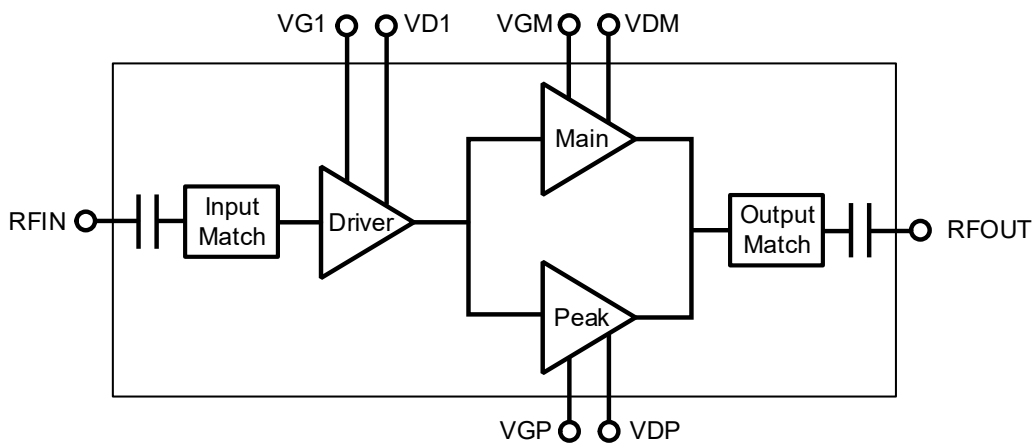 VG1 VD1 VGM VDM
Main
RFIN
Input
Match
Driver
Output
Match
RFOUT
Peak
VGP VDP